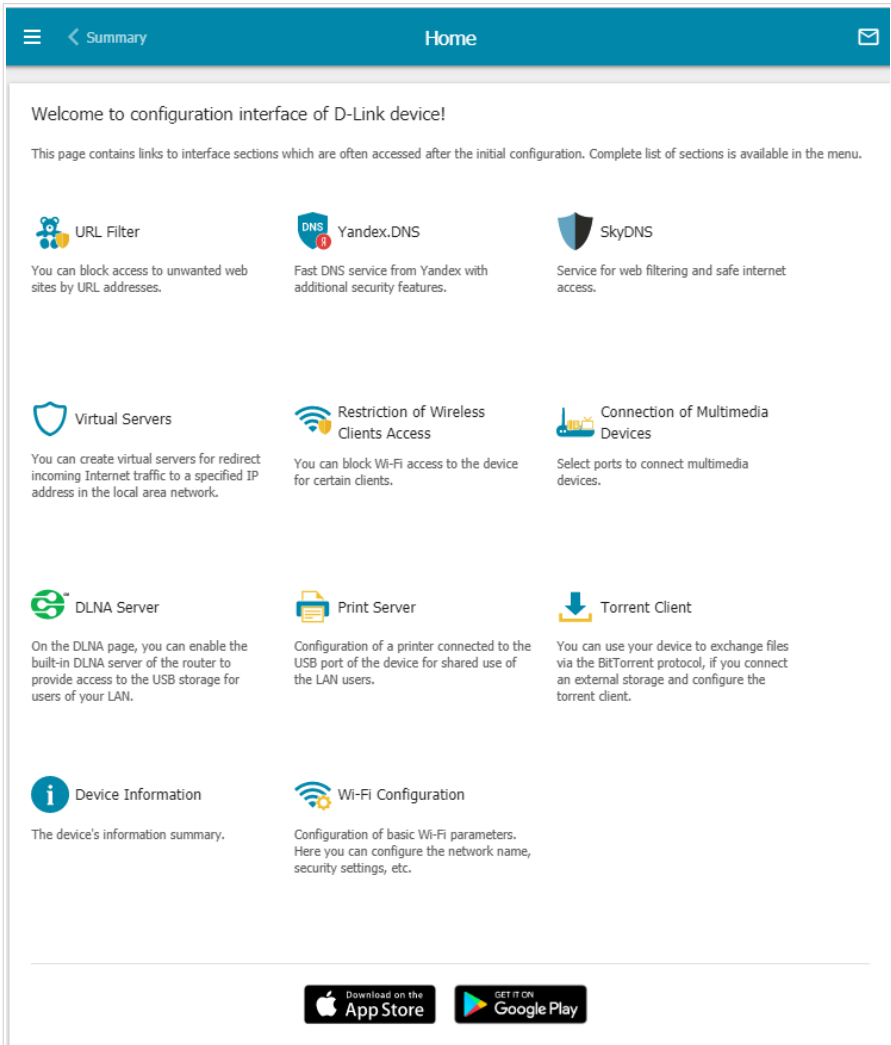 Summary
Home
Welcome to configuration interface of D-Link device!
This page contains links to interface sections which are often accessed after the initial configuration. Complete list of sections is available in the menu.
URL Filter
You can block access to unwanted web
sites by URL addresses.
DNS
Я
Yandex.DNS
Fast DNS service from Yandex with
additional security features.
SkyDNS
Service for web filtering and safe internet
access.
Virtual Servers
You can create virtual servers for redirect
incoming Internet traffic to a specified IP
address in the local area network.
Restriction of Wireless
Clients Access
You can block Wi-Fi access to the device
for certain clients.
Connection of Multimedia
Devices
Select ports to connect multimedia
devices.
DLNA Server
On the DLNA page, you can enable the
built-in DLNA server of the router to
provide access to the USB storage for
users of your LAN.
Print Server
Configuration of a printer connected to the
USB port of the device for shared use of
the LAN users.
Torrent Client
You can use your device to exchange files
via the BitTorrent protocol, if you connect
an external storage and configure the
torrent client.
i
Device Information
The device's information summary.
Wi-Fi Configuration
Configuration of basic Wi-Fi parameters.
Here you can configure the network name,
security settings, etc.
Download on the
App Store
GET IT ON
Google Play